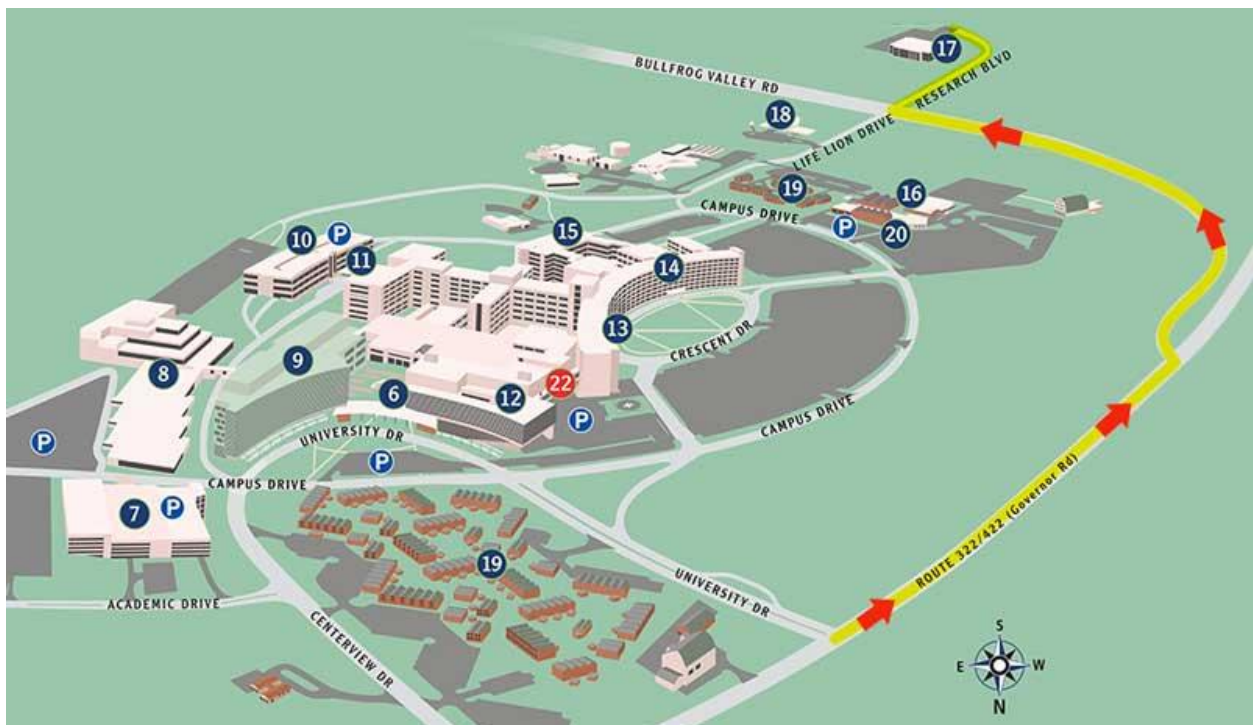 17
BULLFROG VALLEY RD
RESEARCH BLVD
18
LIFE LION DRIVE
19
16
CAMPUS DRIVE
P
20
10
P
11
15
14
13
CRESCENT DR
9
8
22
6
12
P
CAMPUS DRIVE
P
UNIVERSITY DR
P
CAMPUS DRIVE
7
P
19
ROUTE 322/422 (Governor Rd)
UNIVERSITY DR
ACADEMIC DRIVE
CENTERVIEW DR
S
E
W
N